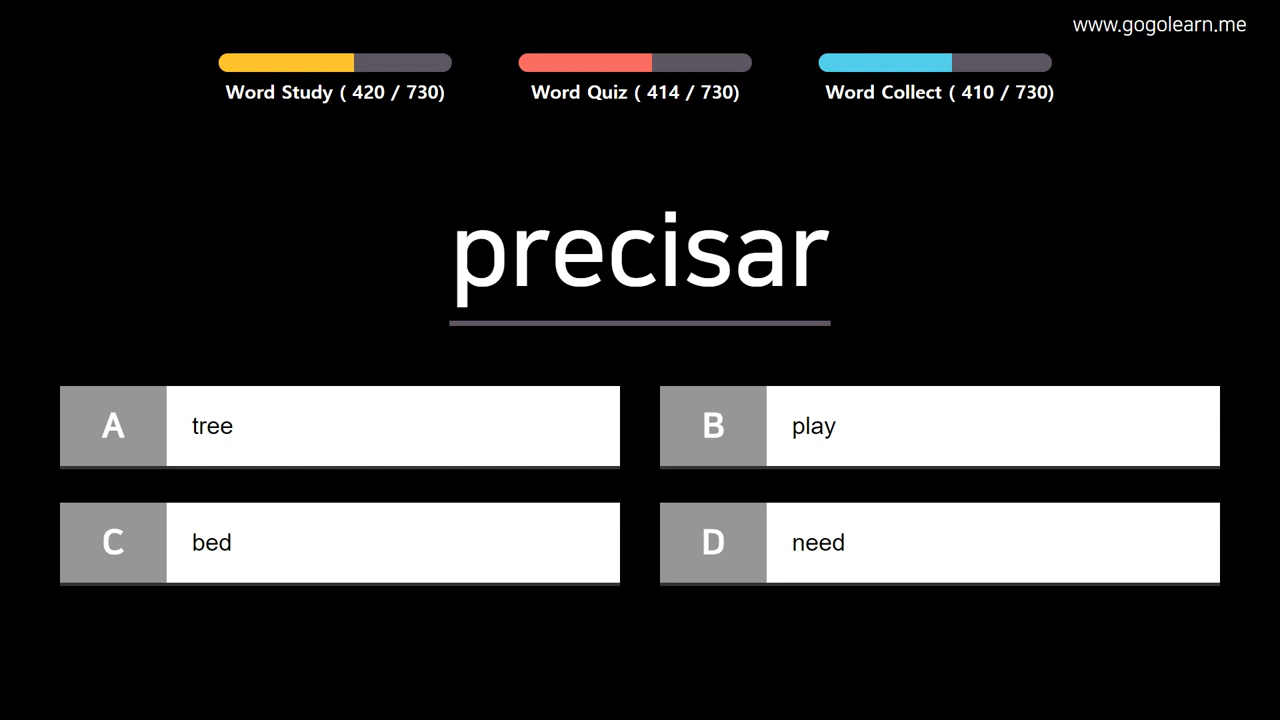 www.gogolearn.me
Word Study ( 420 / 730)
Word Quiz ( 414 / 730)
Word Collect ( 410 / 730)
precisar
A tree
B play
C bed
D need